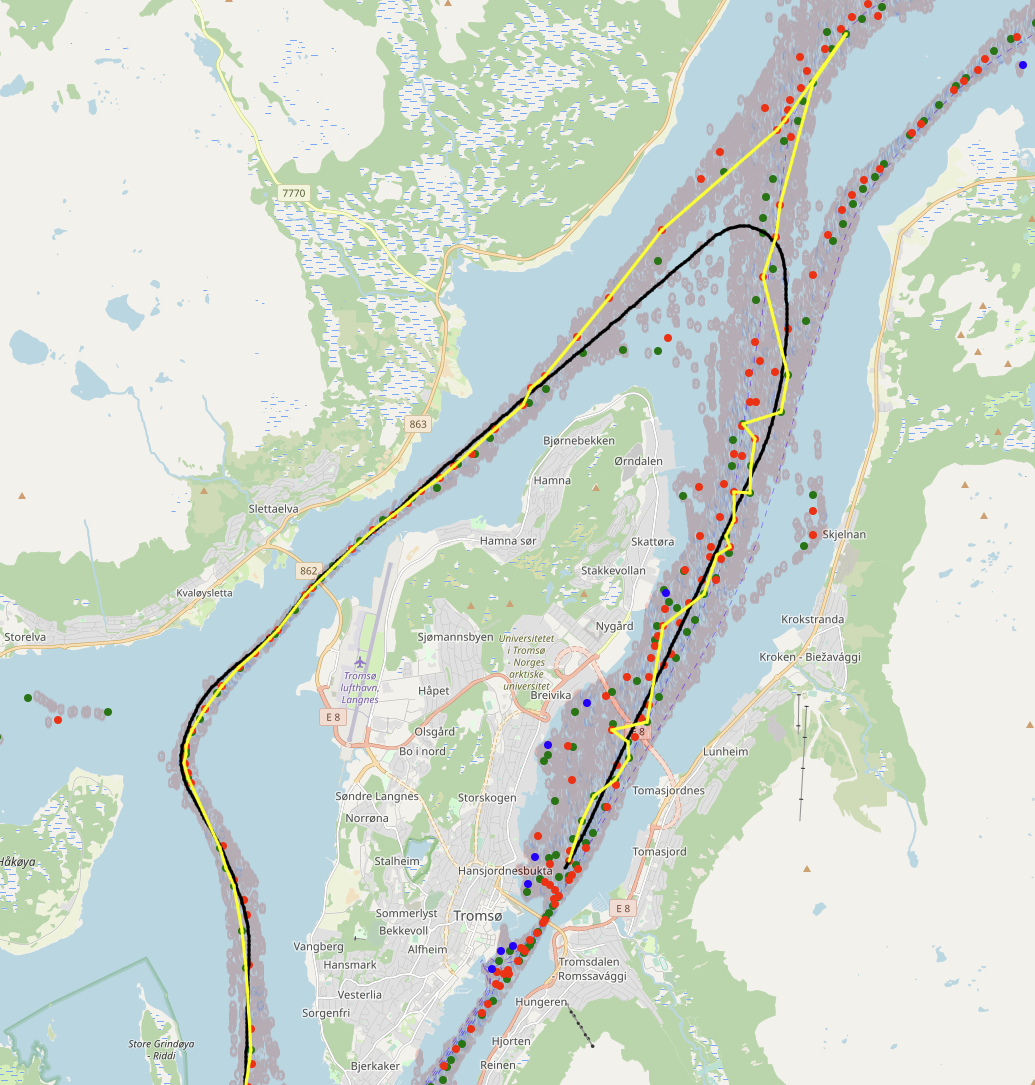 7770
863
Bjørnebekken
Ørndalen
Hamna
Slettaelva
Hamna sør
Skattøra
Skjelnan
862
Stakkevollan
Kvaløysletta
Krokstranda
Storelva
Sjømannsbyen
Universitetet
i Tromsø
- Norges
arktiske
universitet
Nygård
Kroken - Biežavággi
Tromsø
lufthavn,
Langnes
Håpet
Breivika
E 8
Olsgård
8
Bo i nord
Lunheim
Søndre Langnes
Storskogen
Tomasjordnes
Norrøna
Håkøya
Stalheim
Tomasjord
Hansjordnesbukta
Sommerlyst
Tromsø
E 8
Bekkevoll
Vangberg
Alfheim
Hansmark
Tromsdalen
- Romssavággi
Vesterlia
Hungeren
Sorgenfri
Store Grindøya
- Riddi
Hjorten
Bjerkaker
Reinen